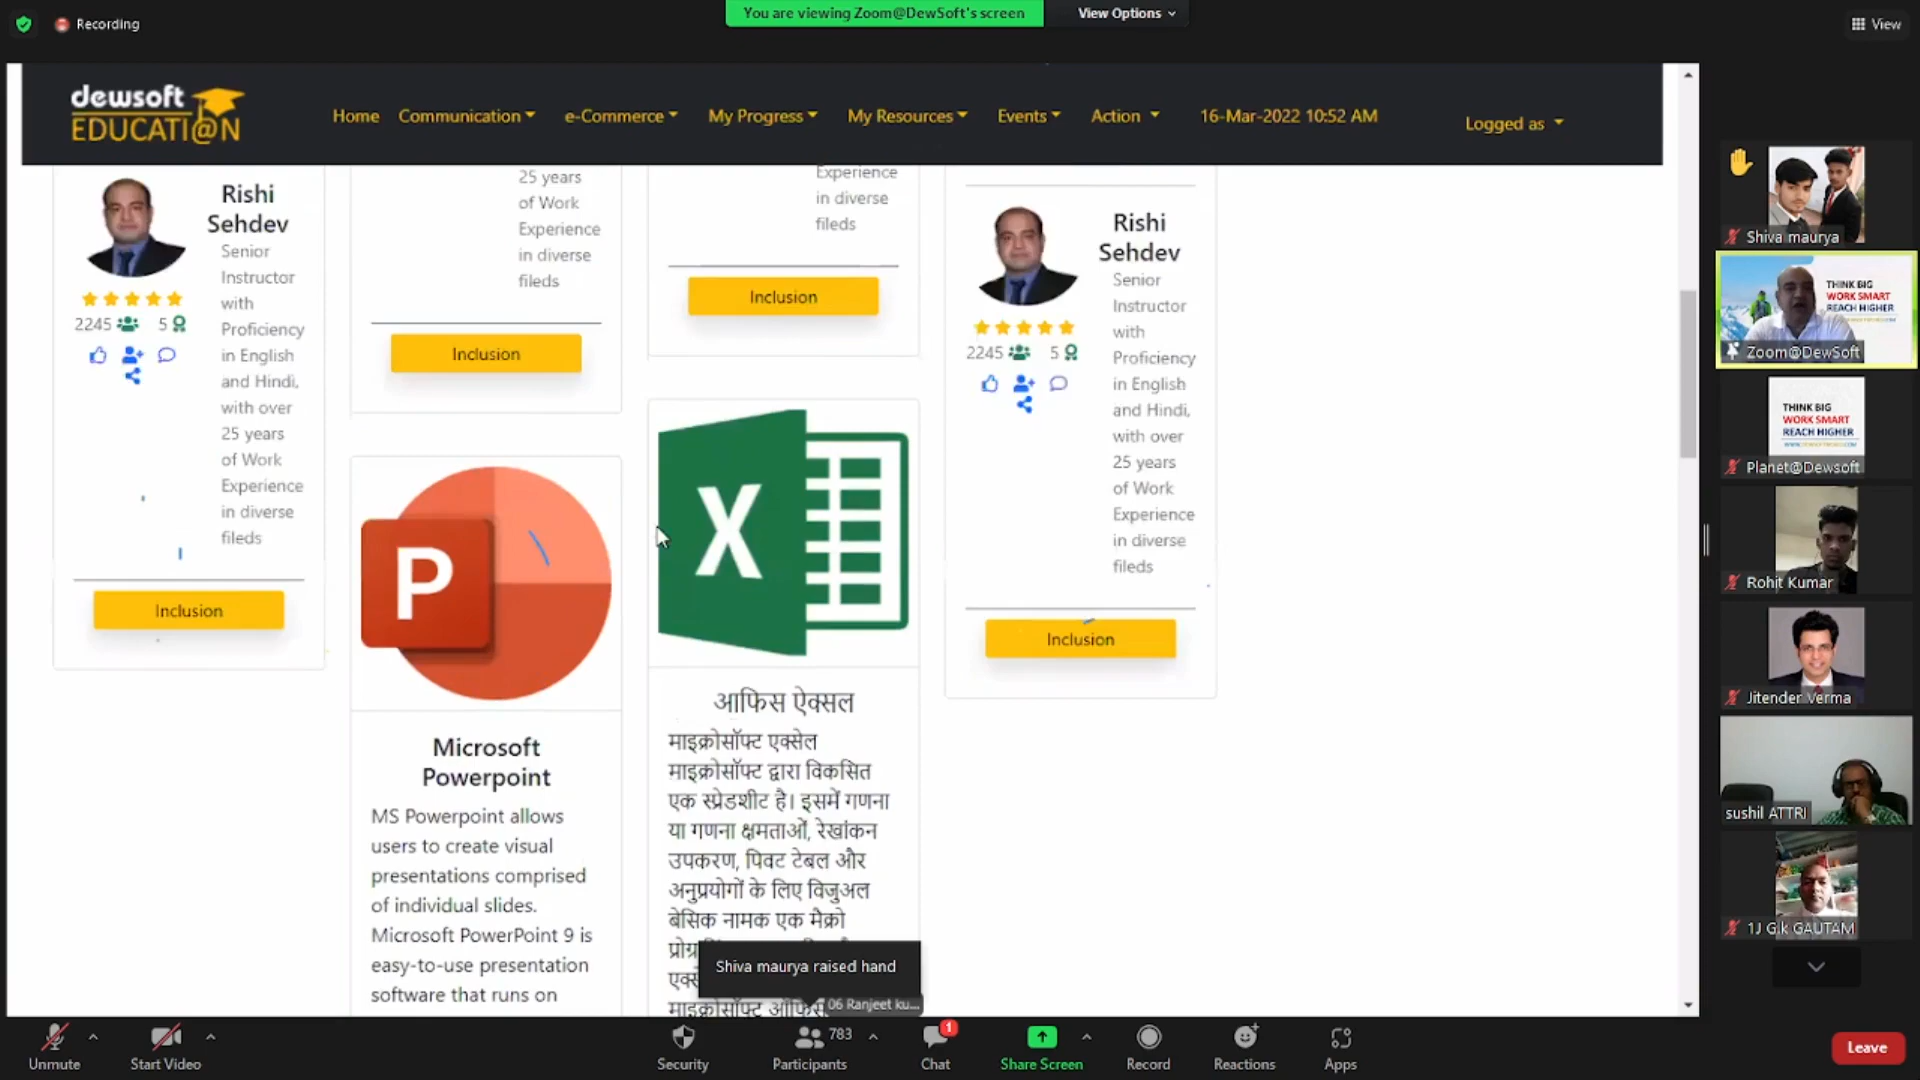 Recording
You are viewing Zoom@DewSoft's screen
View Options
View
dewsoft
EDUCATI@N
Home
Communication
e-Commerce
My Progress
My Resources
Events
Action
16-Mar-2022 10:52 AM
Logged as
Rishi
Sehdev
Senior
Instructor
with
Proficiency
in English
and Hindi,
with over
25 years
of Work
Experience
in diverse
fileds
2245
5
Inclusion
25 years
of Work
Experience
in diverse
fileds
Inclusion
P
Microsoft
Powerpoint
MS Powerpoint allows
users to create visual
presentations comprised
of individual slides.
Microsoft PowerPoint 9 is
easy-to-use presentation
software that runs on
Experience
in diverse
fileds
Inclusion
X
आफिस ऐक्सल
माइक्रोसॉफ्ट एक्सेल
माइक्रोसॉफ्ट द्वारा विकसित
एक स्प्रेडशीट है। इसमें गणना
या गणना क्षमताओं, रेखांकन
उपकरण, पिवट टेबल और
अनुप्रयोगों के लिए विजुअल
बेसिक नामक एक मैक्रो
माइक्रोसॉफ्ट
Shiva maurya raised hand
06 Ranjeet ku...
Rishi
Sehdev
Senior
Instructor
with
Proficiency
in English
and Hindi,
with over
25 years
of Work
Experience
in diverse
fileds
2245
5
Inclusion
Shiva maurya
THINK BIG
WORK SMART
REACH HIGHER
Zoom@DewSoft
THINK BIG
WORK SMART
REACH HIGHER
Planet@Dewsoft
Rohit Kumar
Jitender Verma
sushil ATTRI
1J G.k GAUTAM
Unmute
Start Video
Security
783
Participants
1
Chat
Share Screen
Record
Reactions
Apps
Leave